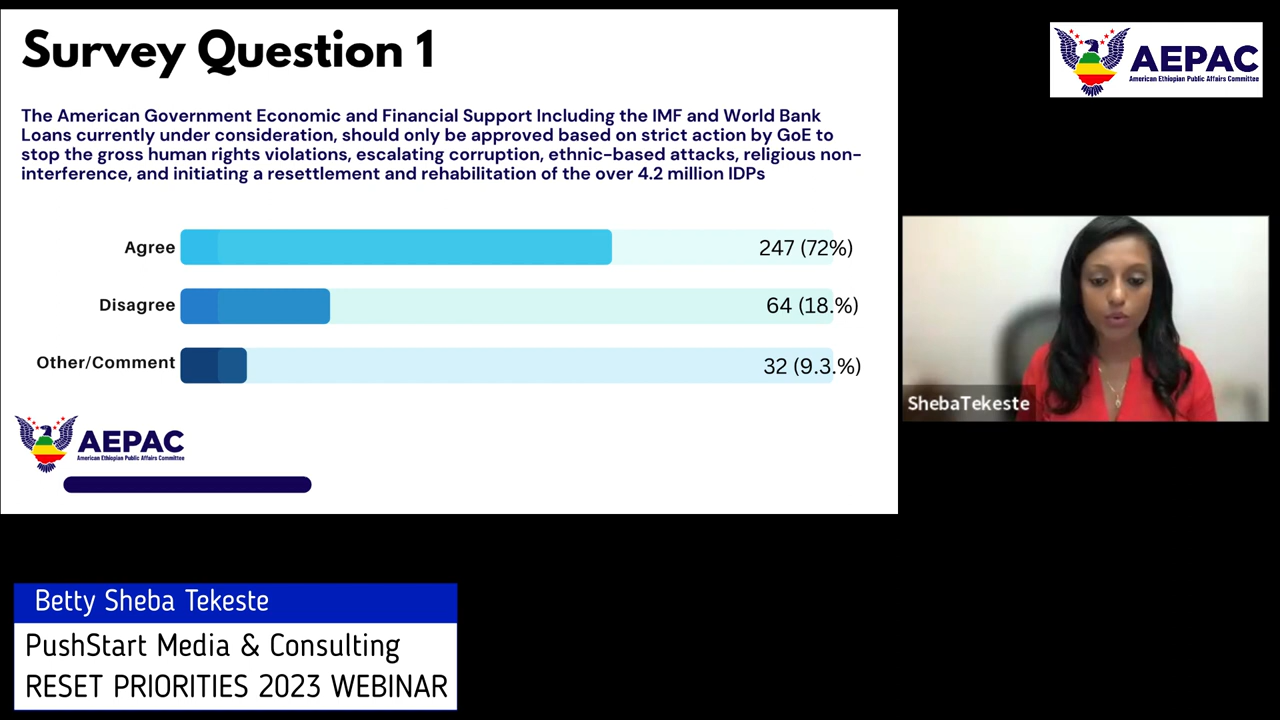 Survey Question 1
AEPAC
American Ethiopian Public Affairs Committee
The American Government Economic and Financial Support Including the IMF and World Bank
Loans currently under consideration, should only be approved based on strict action by GoE to
stop the gross human rights violations, escalating corruption, ethnic-based attacks, religious non-
interference, and initiating a resettlement and rehabilitation of the over 4.2 million IDPs
Agree 247 (72%)
Disagree 64 (18.%)
Other/Comment 32 (9.3.%)
ShebaTekeste
AEPAC
American Ethiopian Public Affairs Committee
Betty Sheba Tekeste
PushStart Media & Consulting
RESET PRIORITIES 2023 WEBINAR